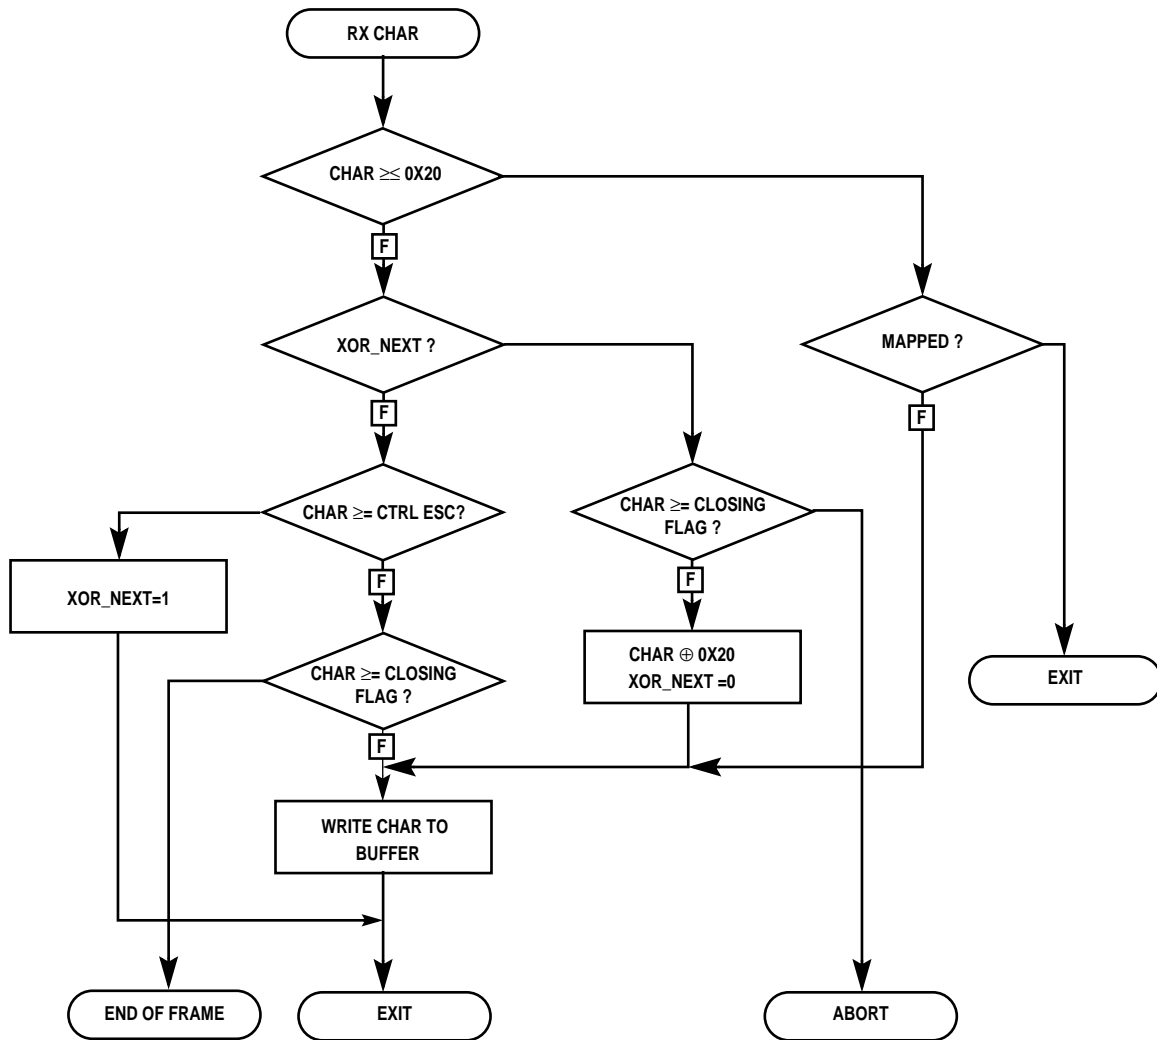 RX CHAR
CHAR ≥≤ 0X20
F
XOR_NEXT ?
MAPPED ?
F
F
CHAR ≥= CTRL ESC?
CHAR ≥= CLOSING
FLAG ?
F
F
XOR_NEXT=1
CHAR ⊕ 0X20
XOR_NEXT =0
CHAR ≥= CLOSING
FLAG ?
EXIT
F
WRITE CHAR TO
BUFFER
END OF FRAME
EXIT
ABORT